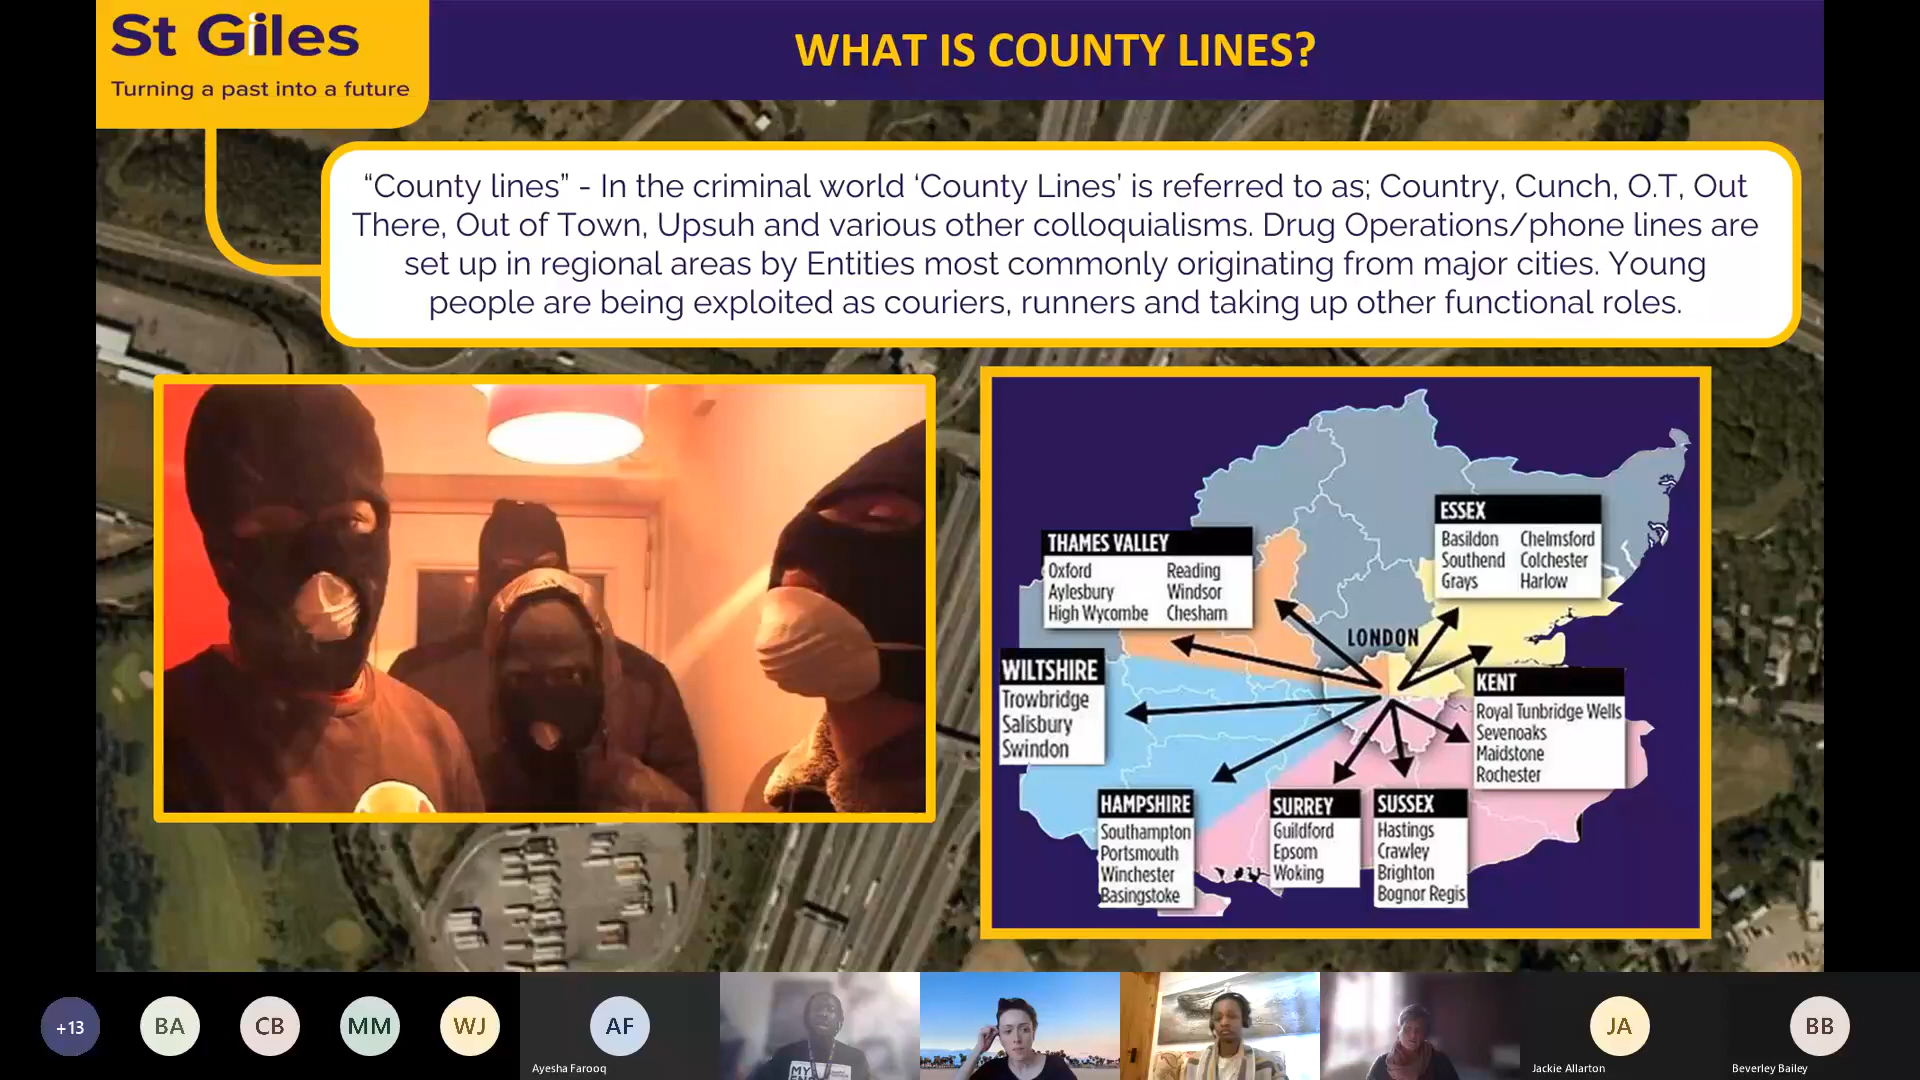 St Giles
Turning a past into a future
WHAT IS COUNTY LINES?
“County lines” - In the criminal world ‘County Lines’ is referred to as; Country, Cunch, O.T, Out
There, Out of Town, Upsuh and various other colloquialisms. Drug Operations/phone lines are
set up in regional areas by Entities most commonly originating from major cities. Young
people are being exploited as couriers, runners and taking up other functional roles.
ESSEX
Basildon Chelmsford
Southend Colchester
Grays Harlow
THAMES VALLEY
Oxford Reading
Aylesbury Windsor
High Wycombe Chesham
LONDON
WILTSHIRE
Trowbridge
Salisbury
Swindon
KENT
Royal Tunbridge Wells
Sevenoaks
Maidstone
Rochester
HAMPSHIRE
Southampton
Portsmouth
Winchester
Basingstoke
SURREY
Guildford
Epsom
Woking
SUSSEX
Hastings
Crawley
Brighton
Bognor Regis
+13
BA
CB
MM
WJ
AF
Ayesha Farooq
MY
JA
Jackie Allarton
BB
Beverley Bailey